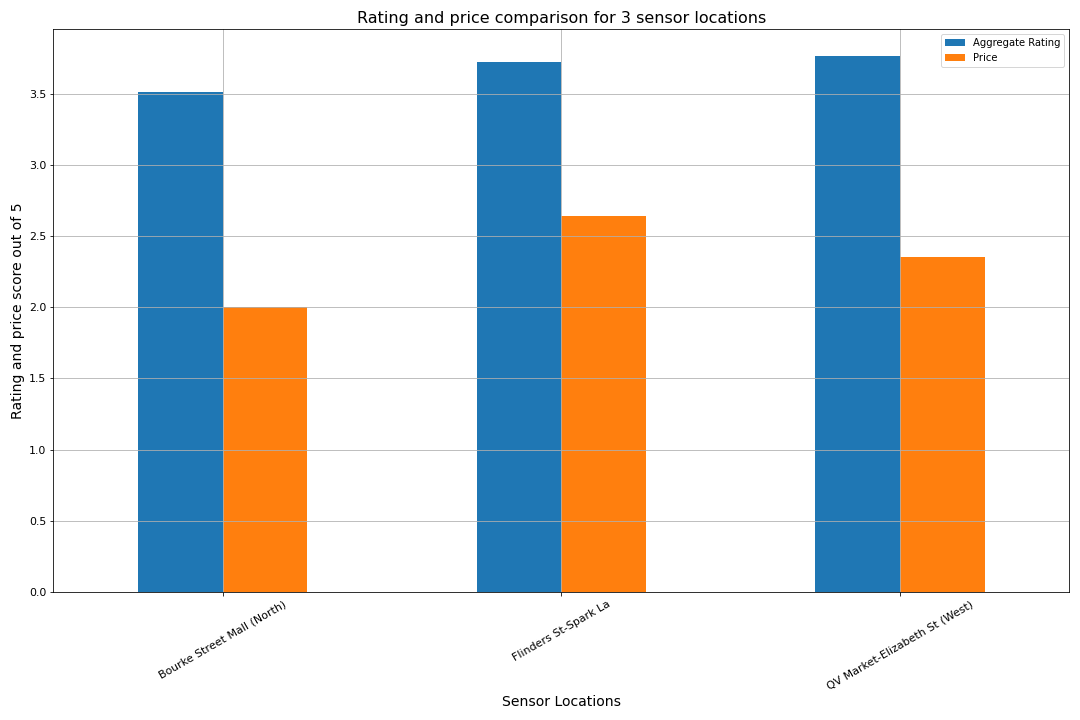 Rating and price comparison for 3 sensor locations
Aggregate Rating
Price
Rating and price score out of 5
3.5
3.0
2.5
2.0
1.5
1.0
0.5
0.0
Bourke Street Mall (North)
Flinders St-Spark La
QV Market-Elizabeth St (West)
Sensor Locations